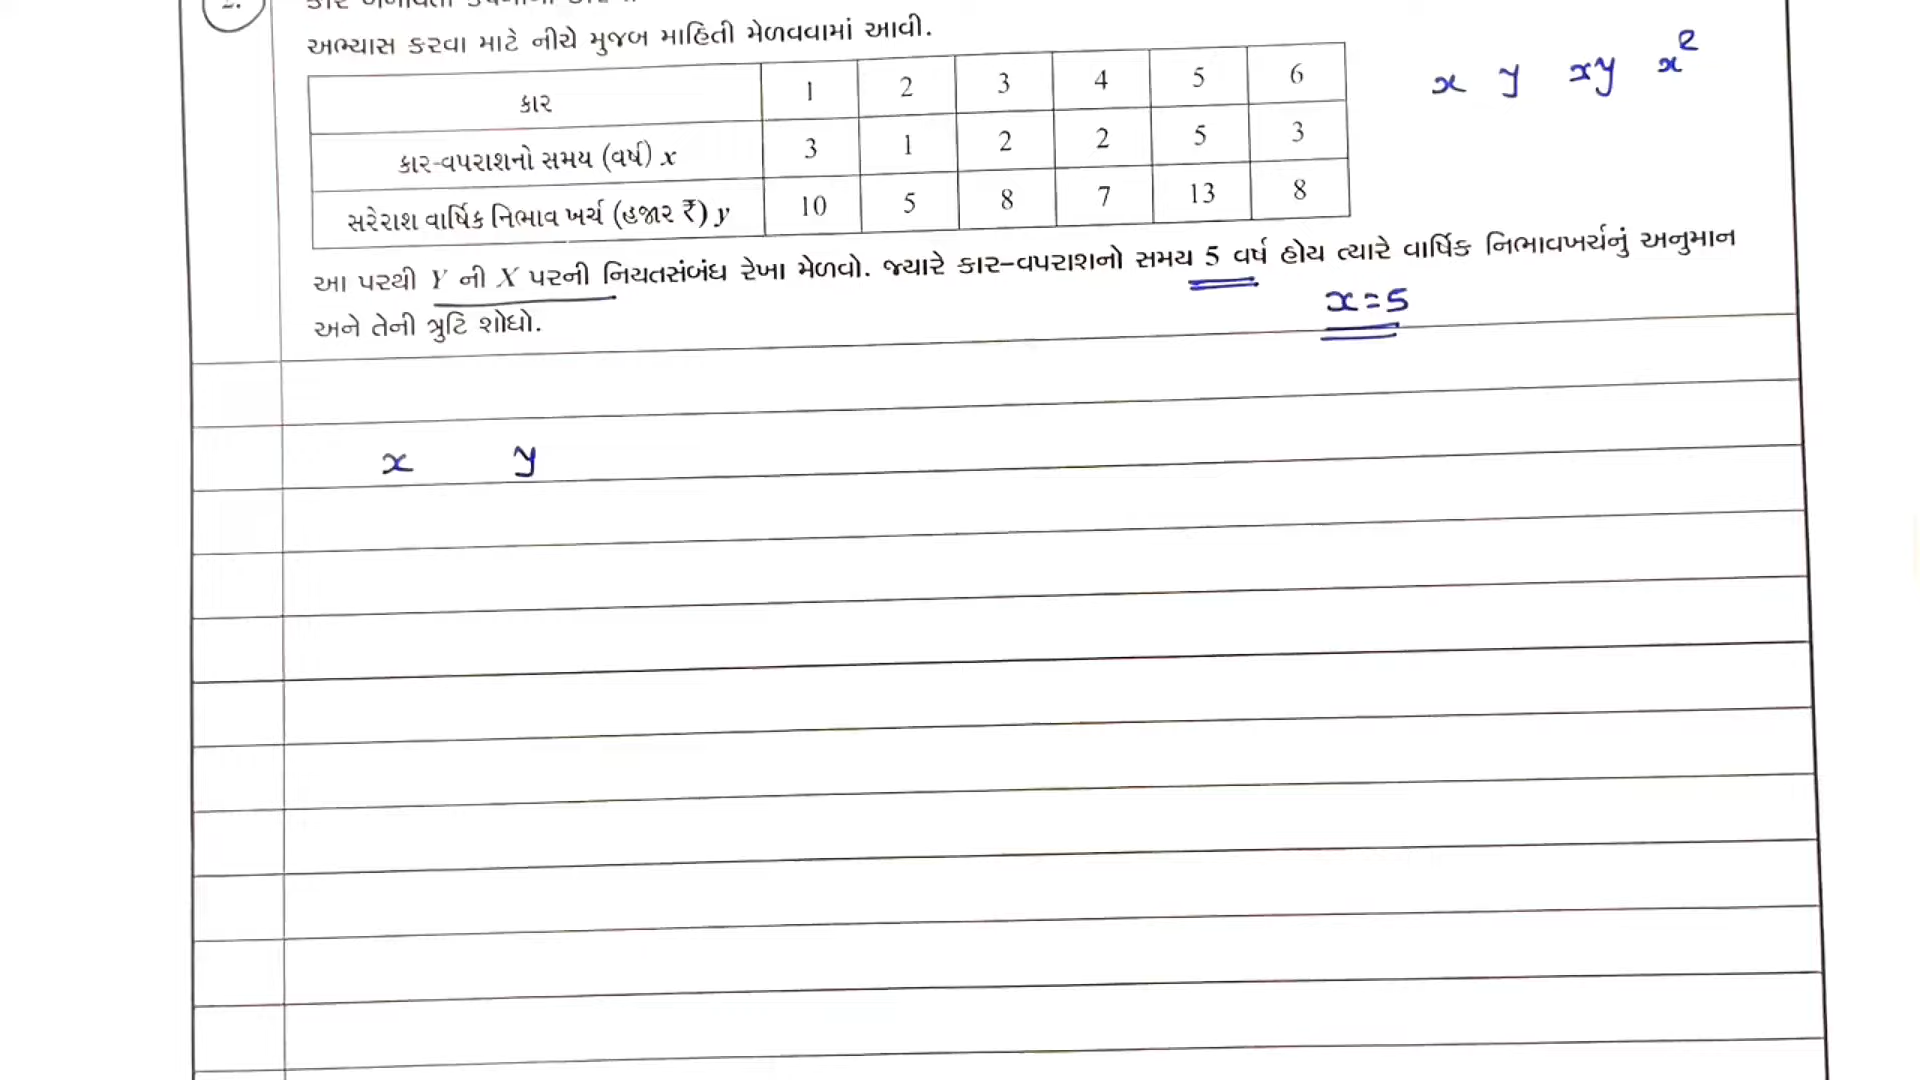 2.
અભ્યાસ કરવા માટે નીચે મુજબ માહિતી મેળવવામાં આવી.
x y xy x²
કાર 1 2 3 4 5 6
કાર-વપરાશનો સમય (વર્ષ) x 3 1 2 2 5 3
સરેરાશ વાર્ષિક નિભાવ ખર્ચ (હજાર ₹) y 10 5 8 7 13 8
આ પરથી Y ની X પરની નિયતસંબંધ રેખા મેળવો. જ્યારે કાર-વપરાશનો સમય 5 વર્ષ હોય ત્યારે વાર્ષિક નિભાવખર્ચનું અનુમાન
x=5
અને તેની ત્રુટિ શોધો.
x y